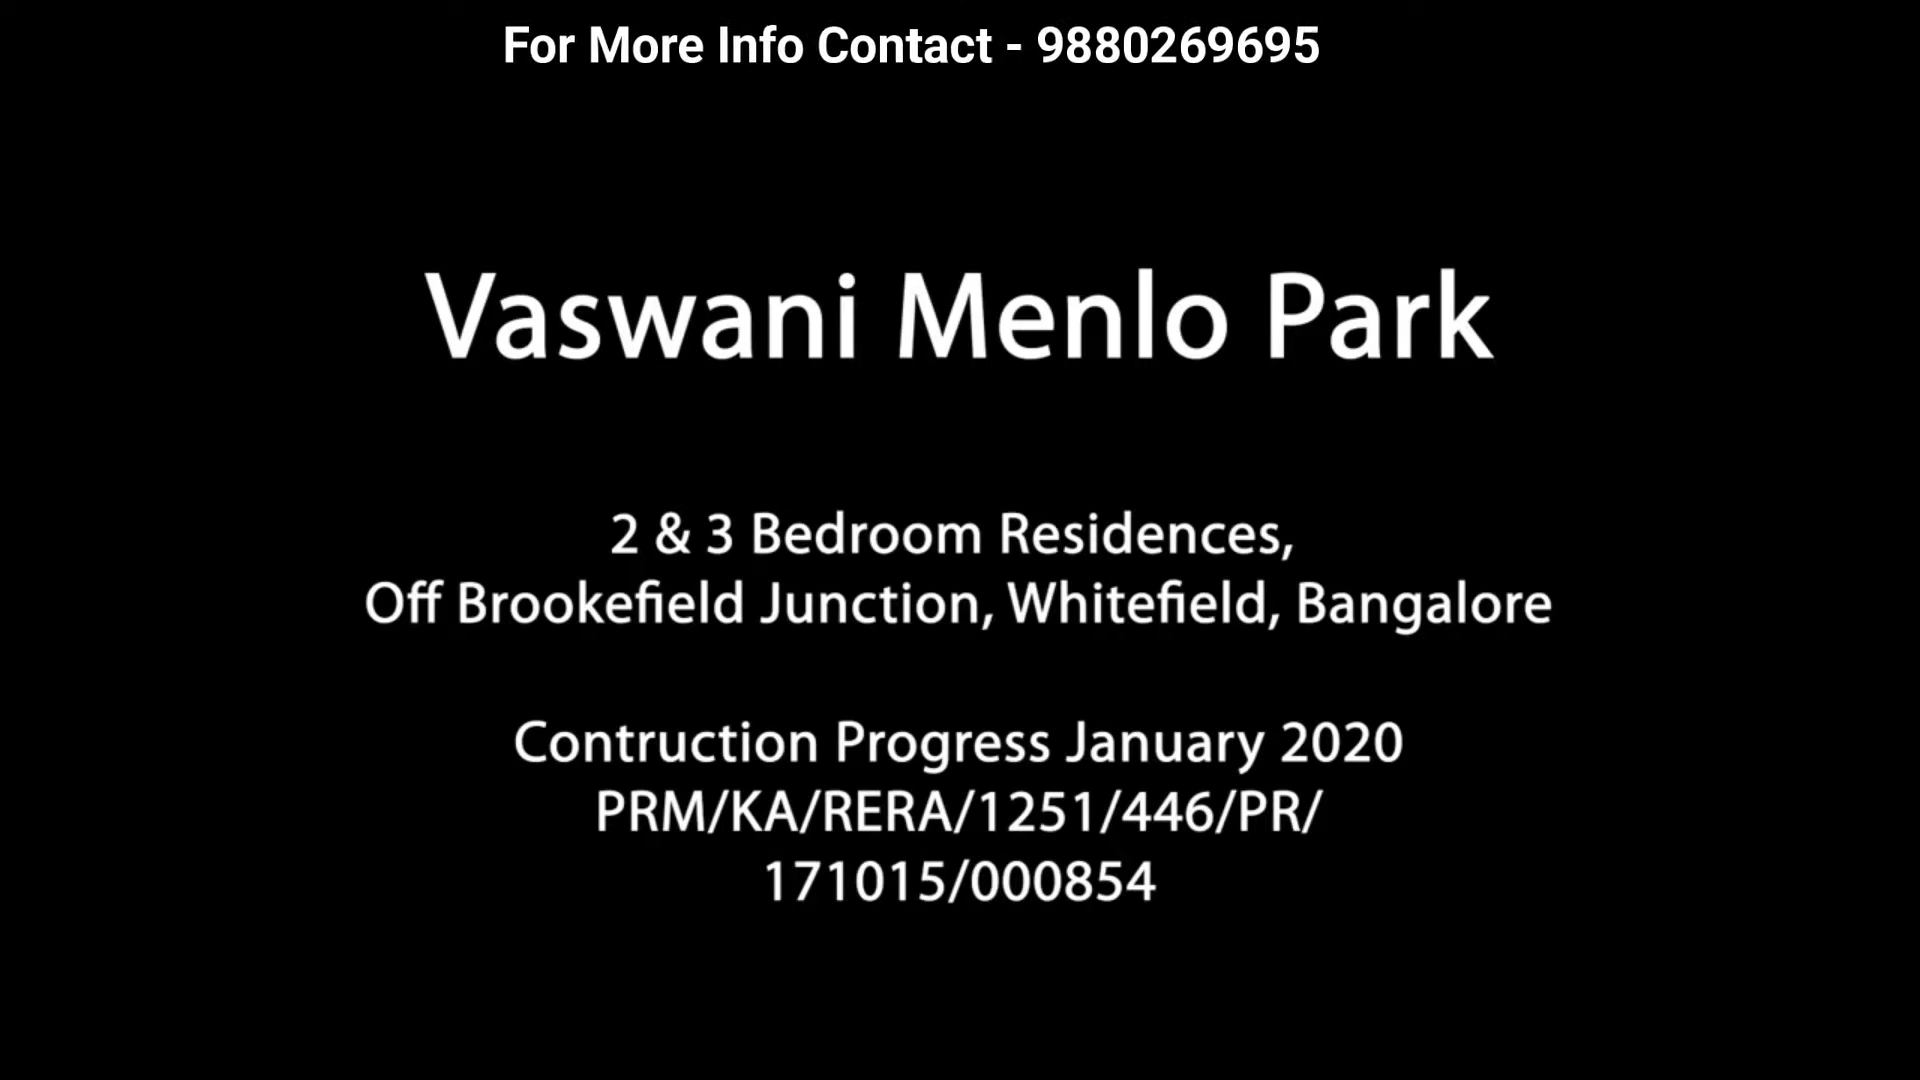 For More Info Contact - 9880269695
Vaswani Menlo Park
2 & 3 Bedroom Residences,
Off Brookefield Junction, Whitefield, Bangalore
Contruction Progress January 2020
PRM/KA/RERA/1251/446/PR/
171015/000854